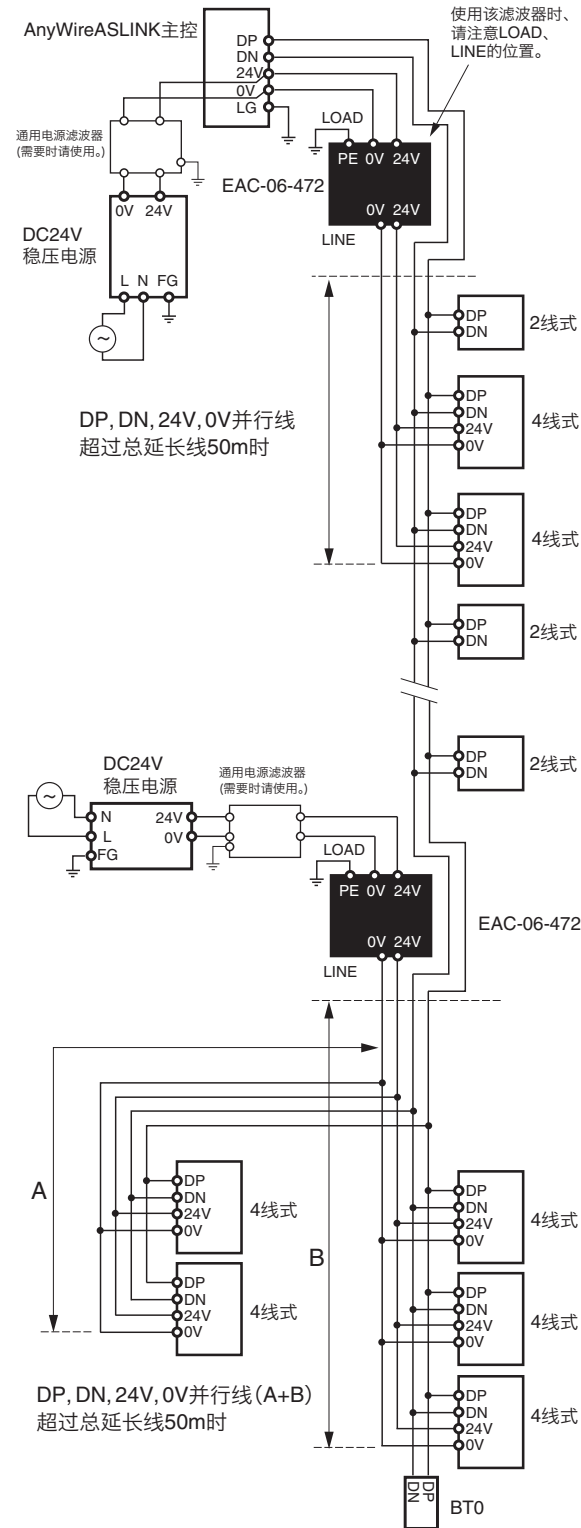 AnyWireASLINK主控
DP
DN
24V
0V
LG
使用该滤波器时、
请注意LOAD、
LINE的位置。
通用电源滤波器
(需要时请使用。)
LOAD
PE 0V 24V
EAC-06-472
0V 24V
LINE
0V 24V
DC24V
稳压电源
L N FG
DP
DN
2线式
DP, DN, 24V, 0V并行线
超过总延长线50m时
DP
DN
24V
0V
4线式
DP
DN
24V
0V
4线式
DP
DN
2线式
DP
DN
2线式
DC24V
稳压电源
N
L
FG
24V
0V
通用电源滤波器
(需要时请使用。)
LOAD
PE 0V 24V
EAC-06-472
0V 24V
LINE
A
B
DP
DN
24V
0V
4线式
DP
DN
24V
0V
4线式
DP
DN
24V
0V
4线式
DP
DN
24V
0V
4线式
DP
DN
24V
0V
4线式
DP, DN, 24V, 0V并行线(A+B)
超过总延长线50m时
DP
DN
BT0